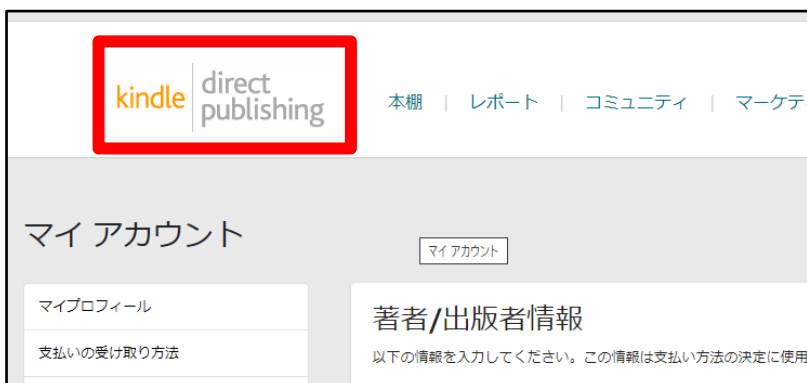 kindle direct publishing
本棚 | レポート | コミュニティ | マーケテ
マイ アカウント
マイ アカウント
マイプロフィール
支払いの受け取り方法
著者/出版者情報
以下の情報を入力してください。この情報は支払い方法の決定に使用